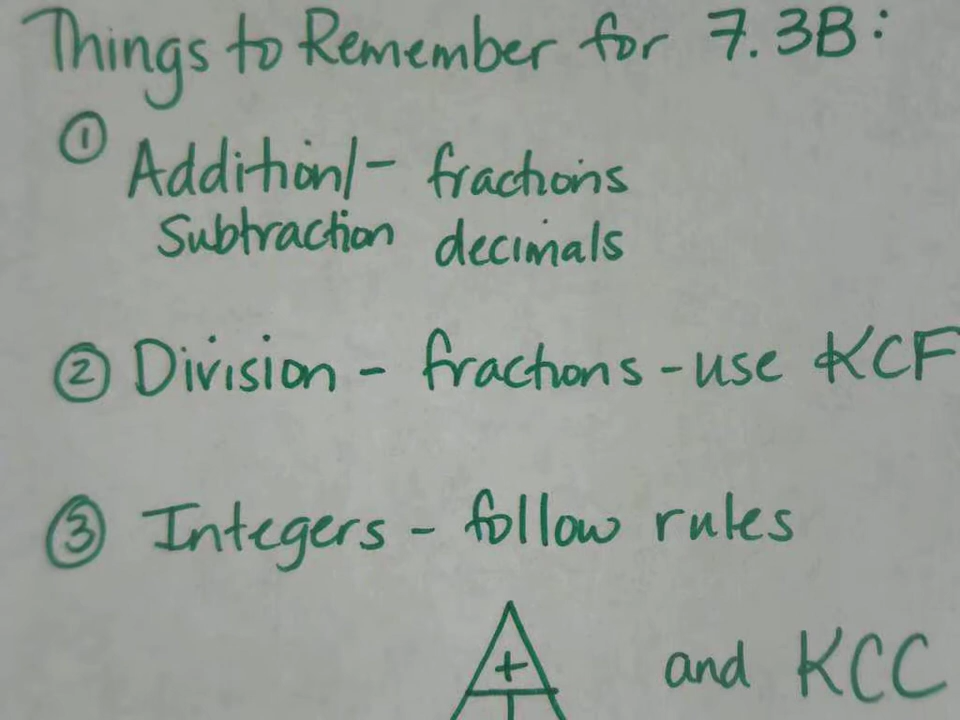 Things to Remember for 7.3B:
① Addition/- fractions
Subtraction decimals
② Division - fractions - use KCF
③ Integers - follow rules
+ and KCC